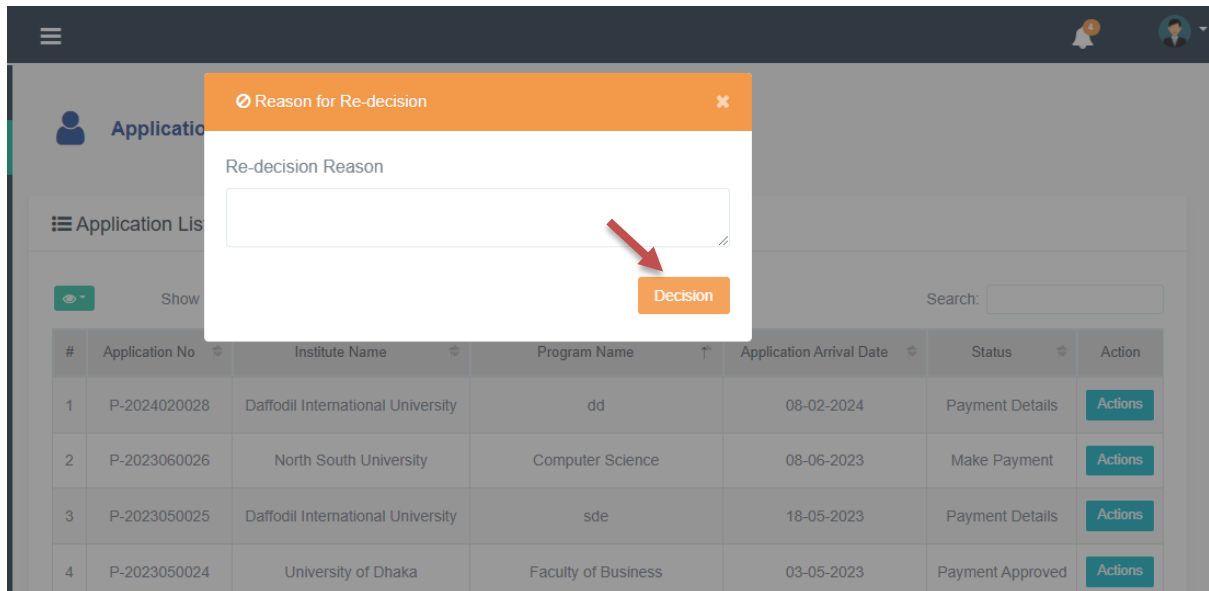 4
Reason for Re-decision
Applicatio
Re-decision Reason
Application Lis
Decision
Show
Search:
# Application No Institute Name Program Name Application Arrival Date Status Action
1 P-2024020028 Daffodil International University dd 08-02-2024 Payment Details Actions
2 P-2023060026 North South University Computer Science 08-06-2023 Make Payment Actions
3 P-2023050025 Daffodil International University sde 18-05-2023 Payment Details Actions
4 P-2023050024 University of Dhaka Faculty of Business 03-05-2023 Payment Approved Actions